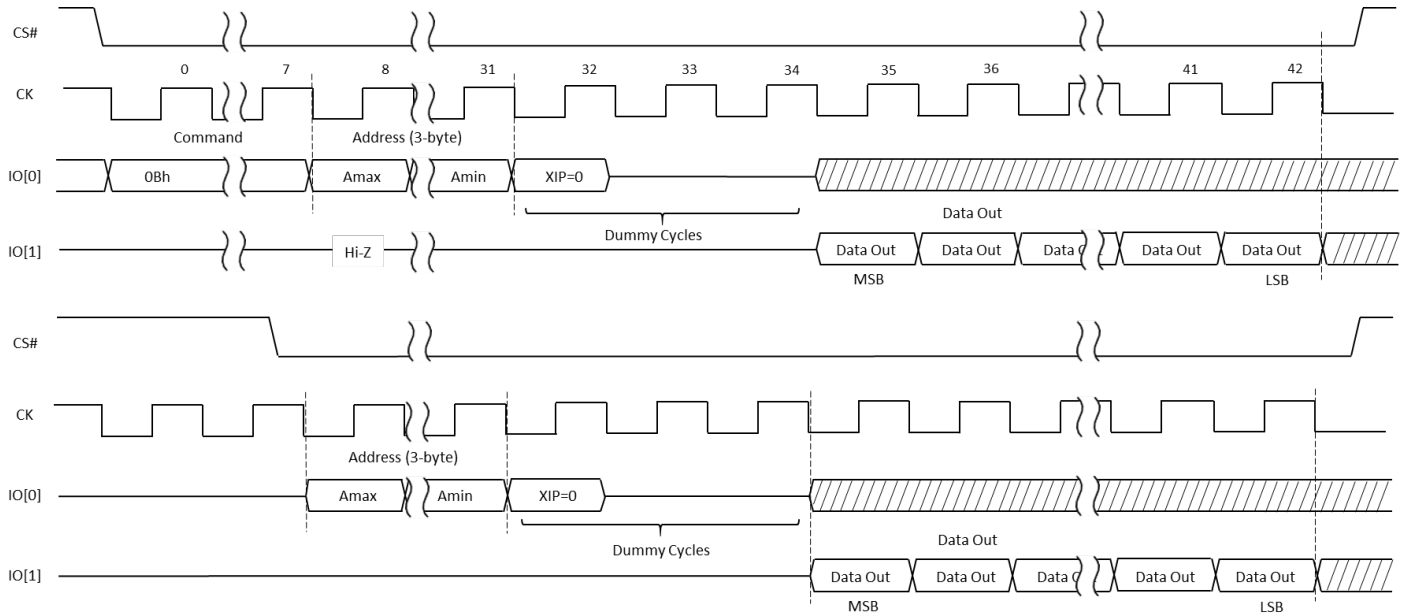 CS#
0 7 8 31 32 33 34 35 36 41 42
CK
Command Address (3-byte)
IO[0] 0Bh Amax Amin XIP=0
Data Out
Dummy Cycles
IO[1] Hi-Z Data Out Data Out Data Data Out Data Out
MSB LSB
CS#
CK
Address (3-byte)
IO[0] Amax Amin XIP=0
Data Out
Dummy Cycles
IO[1] Data Out Data Out Data Data Out Data Out
MSB LSB